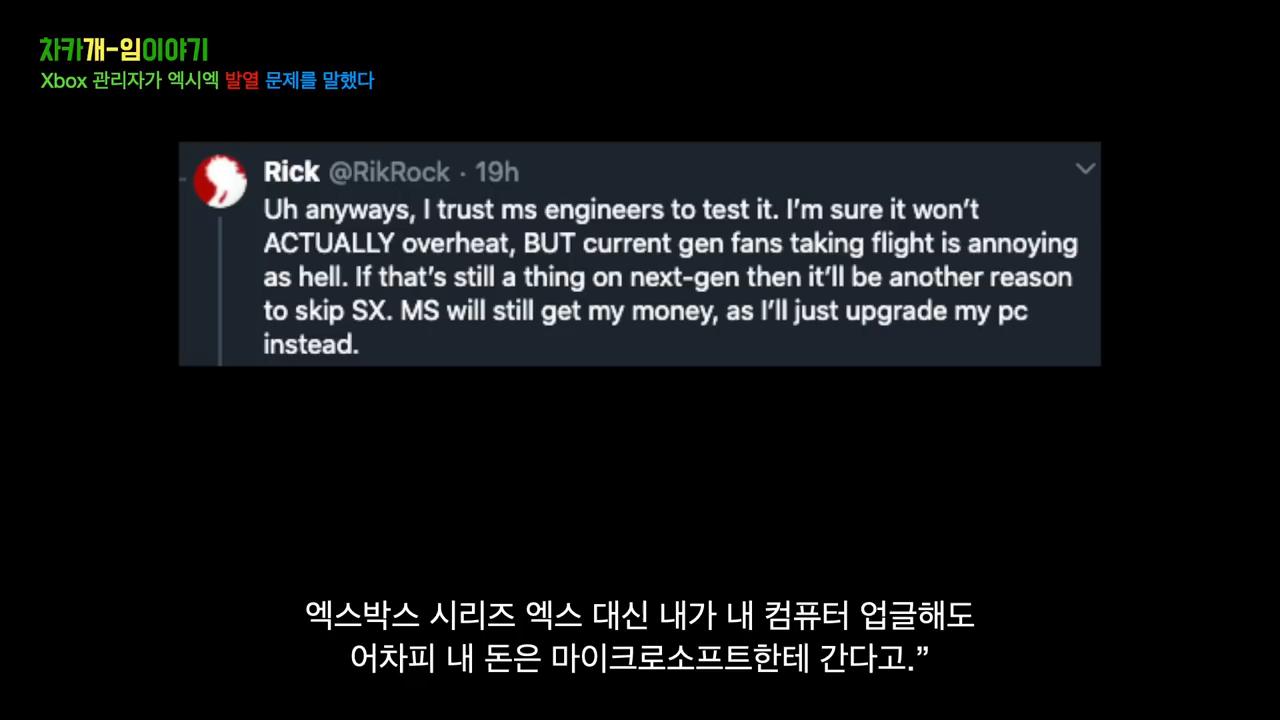 차카개-임이야기
Xbox 관리자가 엑시엑 발열 문제를 말했다
Rick @RikRock · 19h
Uh anyways, I trust ms engineers to test it. I'm sure it won't
ACTUALLY overheat, BUT current gen fans taking flight is annoying
as hell. If that's still a thing on next-gen then it'll be another reason
to skip SX. MS will still get my money, as I'll just upgrade my pc
instead.
엑스박스 시리즈 엑스 대신 내가 내 컴퓨터 업글해도
어차피 내 돈은 마이크로소프트한테 간다고.”